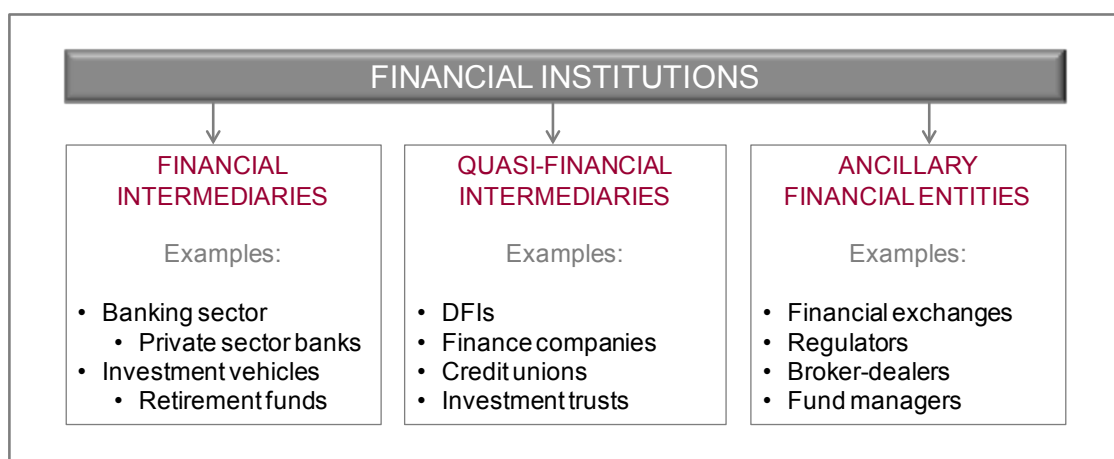 FINANCIAL INSTITUTIONS
FINANCIAL
INTERMEDIARIES
Examples:
• Banking sector
• Private sector banks
• Investment vehicles
• Retirement funds
QUASI-FINANCIAL
INTERMEDIARIES
Examples:
• DFIs
• Finance companies
• Credit unions
• Investment trusts
ANCILLARY
FINANCIAL ENTITIES
Examples:
• Financial exchanges
• Regulators
• Broker-dealers
• Fund managers